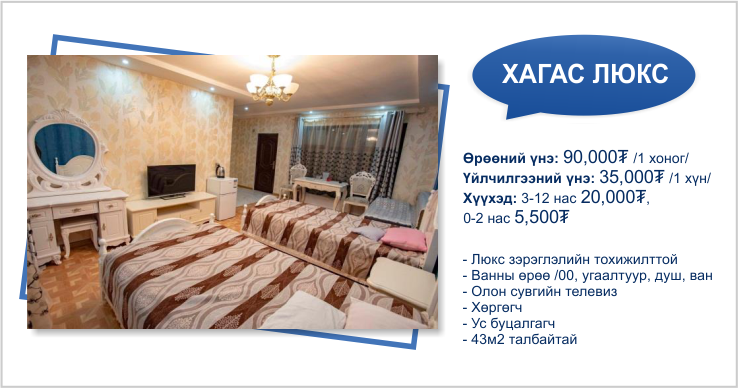 ХАГАС ЛЮКС
Өрөөний үнэ: 90,000₮ /1 хоног/
Үйлчилгээний үнэ: 35,000₮ /1 хүн/
Хүүхэд: 3-12 нас 20,000₮,
0-2 нас 5,500₮
- Люкс зэрэглэлийн тохижилттой
- Ванны өрөө /00, угаалтуур, душ, ван
- Олон сувгийн телевиз
- Хөргөгч
- Ус буцалгагч
- 43м2 талбайтай